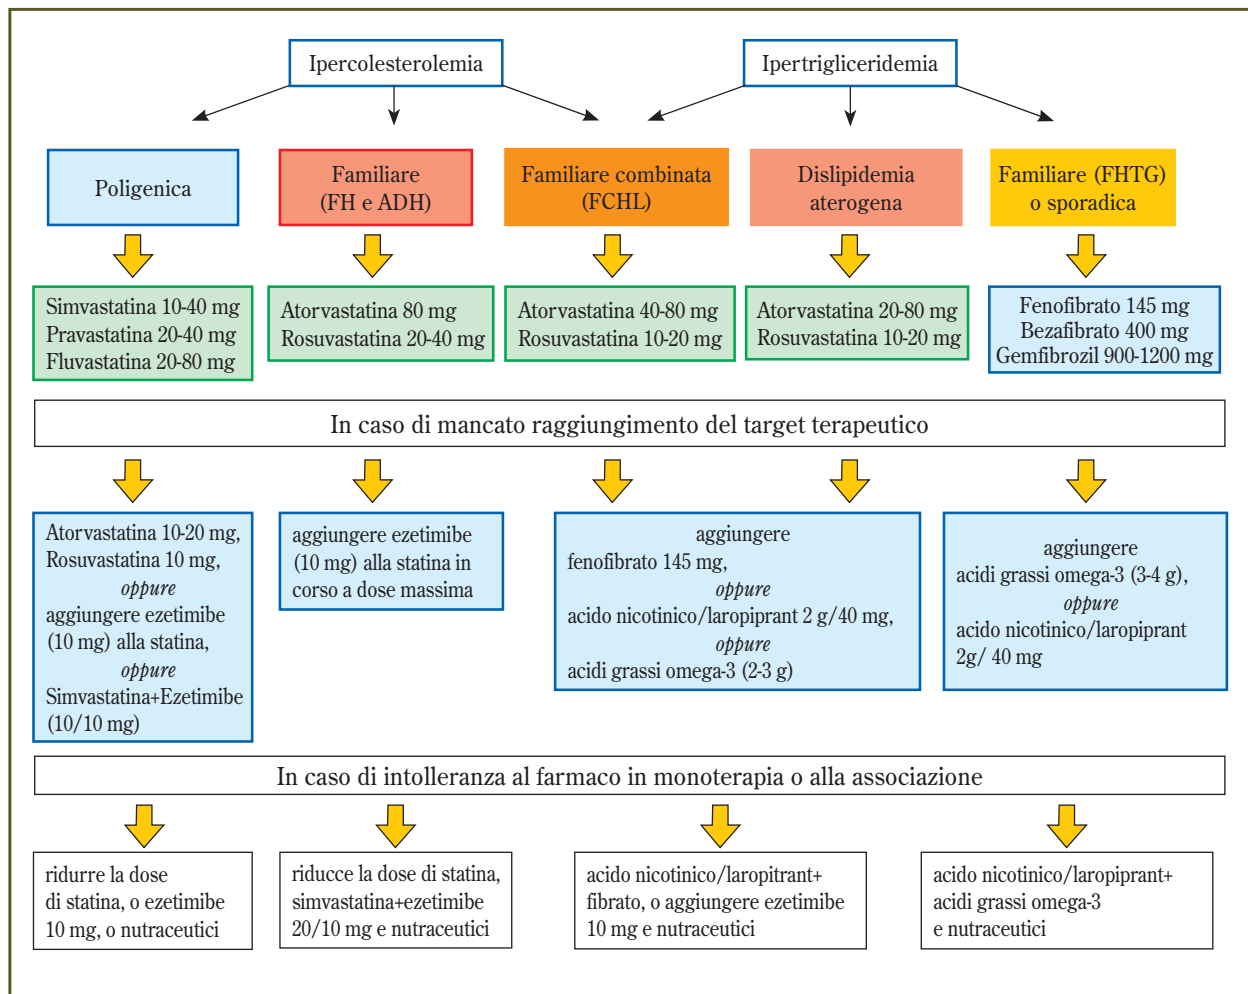 Ipercolesterolemia
Ipertrigliceridemia
Poligenica
Familiare
(FH e ADH)
Familiare combinata
(FCHL)
Dislipidemia
aterogena
Familiare (FHTG)
o sporadica
Simvastatina 10-40 mg
Pravastatina 20-40 mg
Fluvastatina 20-80 mg
Atorvastatina 80 mg
Rosuvastatina 20-40 mg
Atorvastatina 40-80 mg
Rosuvastatina 10-20 mg
Atorvastatina 20-80 mg
Rosuvastatina 10-20 mg
Fenofibrato 145 mg
Bezafibrato 400 mg
Gemfibrozil 900-1200 mg
In caso di mancato raggiungimento del target terapeutico
Atorvastatina 10-20 mg,
Rosuvastatina 10 mg,
oppure
aggiungere ezetimibe
(10 mg) alla statina,
oppure
Simvastatina+Ezetimibe
(10/10 mg)
aggiungere ezetimibe
(10 mg) alla statina in
corso a dose massima
aggiungere
fenofibrato 145 mg,
oppure
acido nicotinico/laropiprant 2 g/40 mg,
oppure
acidi grassi omega-3 (2-3 g)
aggiungere
acidi grassi omega-3 (3-4 g),
oppure
acido nicotinico/laropiprant
2g/ 40 mg
In caso di intolleranza al farmaco in monoterapia o alla associazione
ridurre la dose
di statina, o ezetimibe
10 mg, o nutraceutici
riducce la dose di statina,
simvastatina+ezetimibe
20/10 mg e nutraceutici
acido nicotinico/laropitrant+
fibrato, o aggiungere ezetimibe
10 mg e nutraceutici
acido nicotinico/laropiprant+
acidi grassi omega-3
e nutraceutici